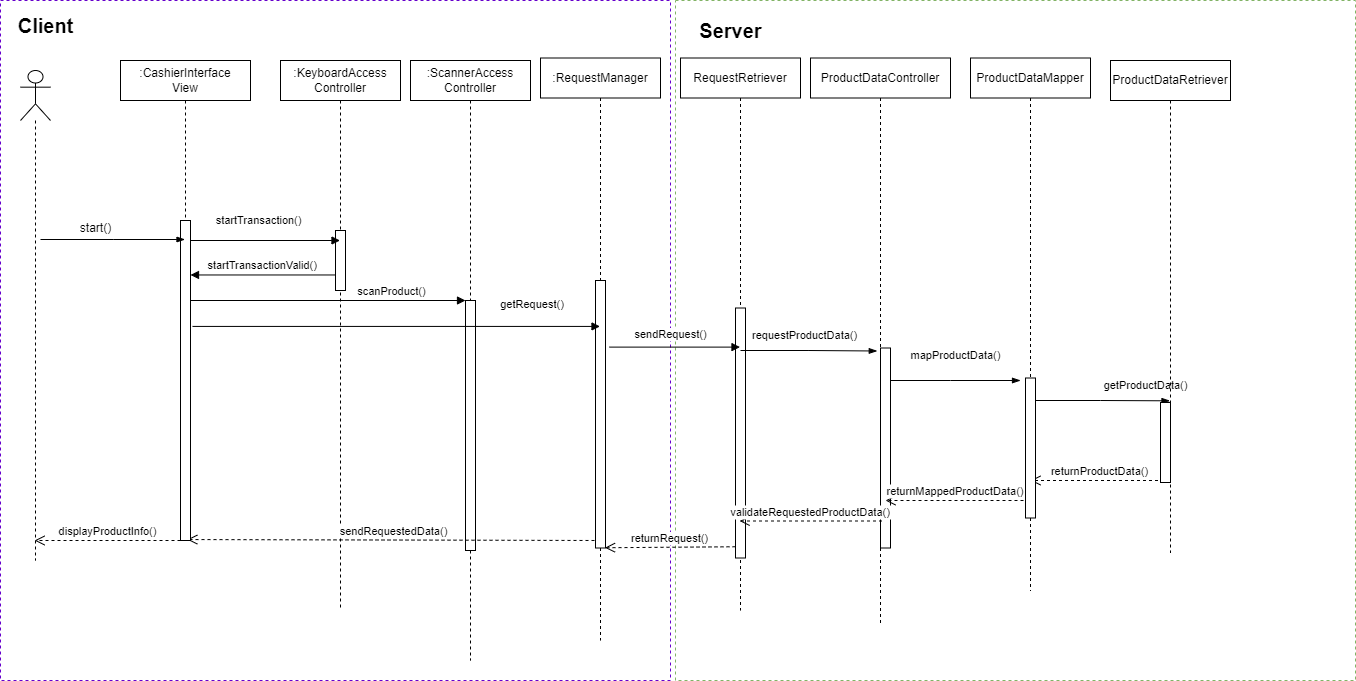 Client
Server
:CashierInterface
View
:KeyboardAccess
Controller
:ScannerAccess
Controller
:RequestManager
RequestRetriever
ProductDataController
ProductDataMapper
ProductDataRetriever
start()
startTransaction()
startTransactionValid()
scanProduct()
getRequest()
sendRequest()
requestProductData()
mapProductData()
getProductData()
returnProductData()
returnMappedProductData()
validateRequestedProductData()
returnRequest()
sendRequestedData()
displayProductInfo()